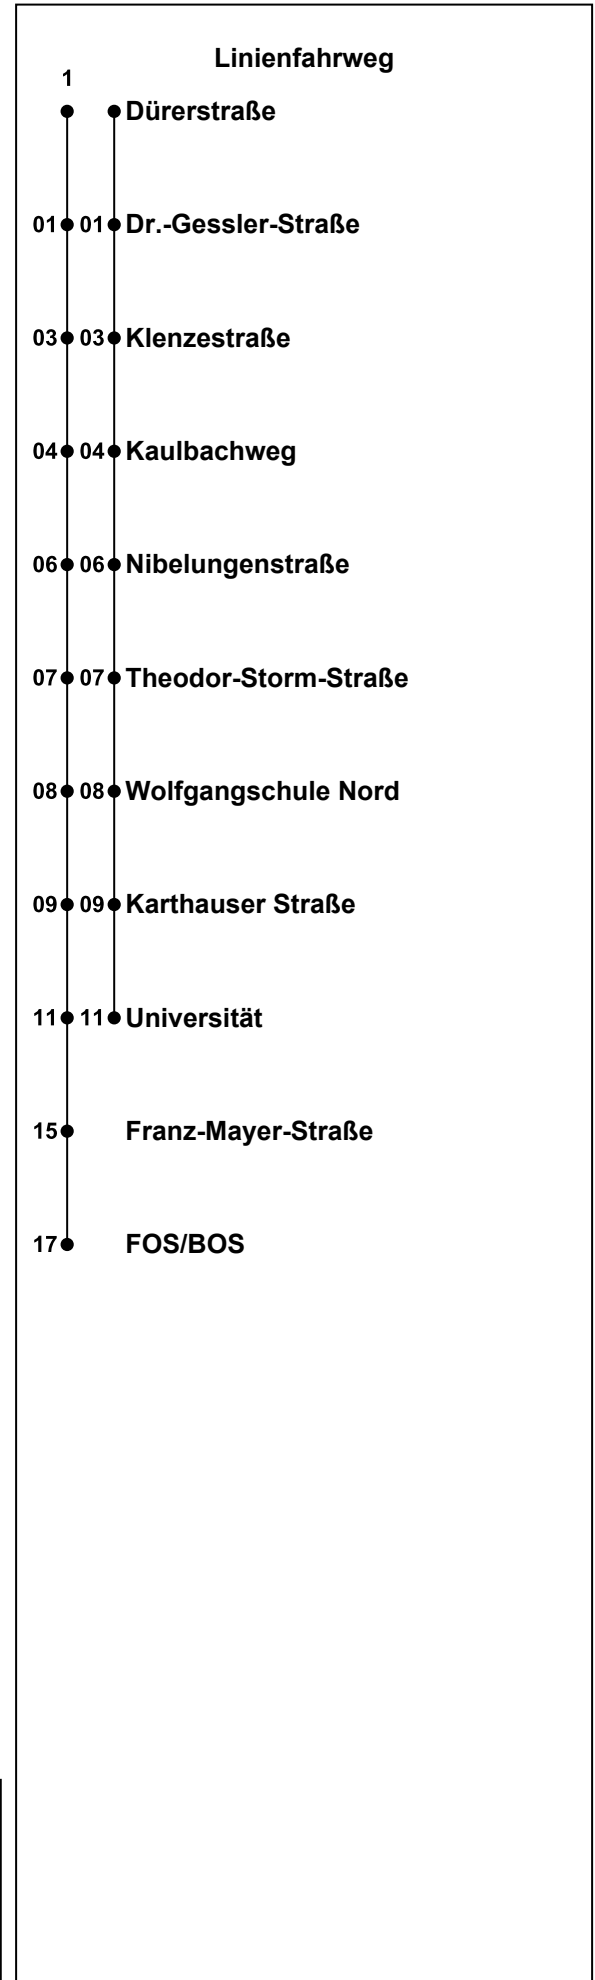 Linienfahrweg
1
Dürerstraße
01 01 Dr.-Gessler-Straße
03 03 Klenzestraße
04 04 Kaulbachweg
06 06 Nibelungenstraße
07 07 Theodor-Storm-Straße
08 08 Wolfgangschule Nord
09 09 Karthauser Straße
11 11 Universität
15 Franz-Mayer-Straße
17 FOS/BOS